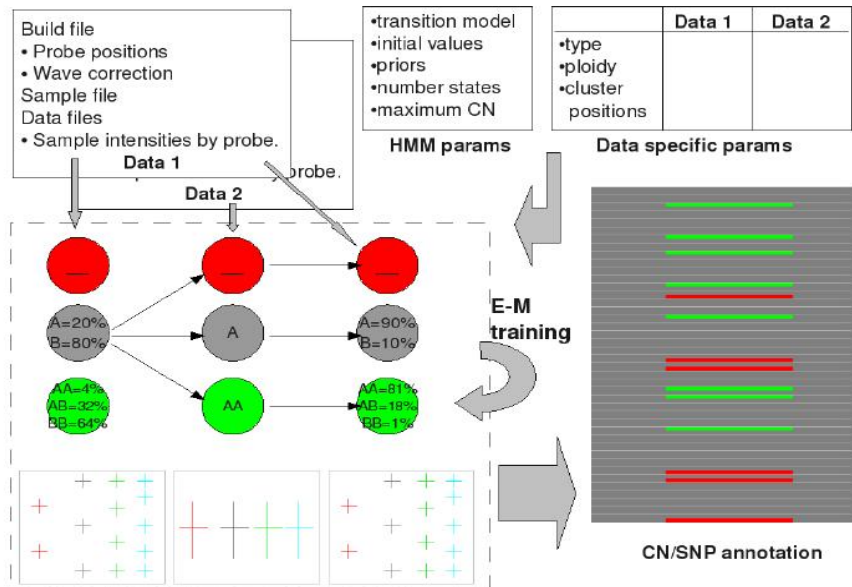 Build file
• Probe positions
• Wave correction
Sample file
Data files
• Sample intensities by probe.
Data 1
probe.
Data 2
•transition model
•initial values
•priors
•number states
•maximum CN
HMM params
Data 1 Data 2
•type
•ploidy
•cluster
positions
Data specific params
A=20%
B=80%
A
A=90%
B=10%
E-M
training
AA=4%
AB=32%
BB=64%
AA
AA=81%
AB=18%
BB=1%
CN/SNP annotation